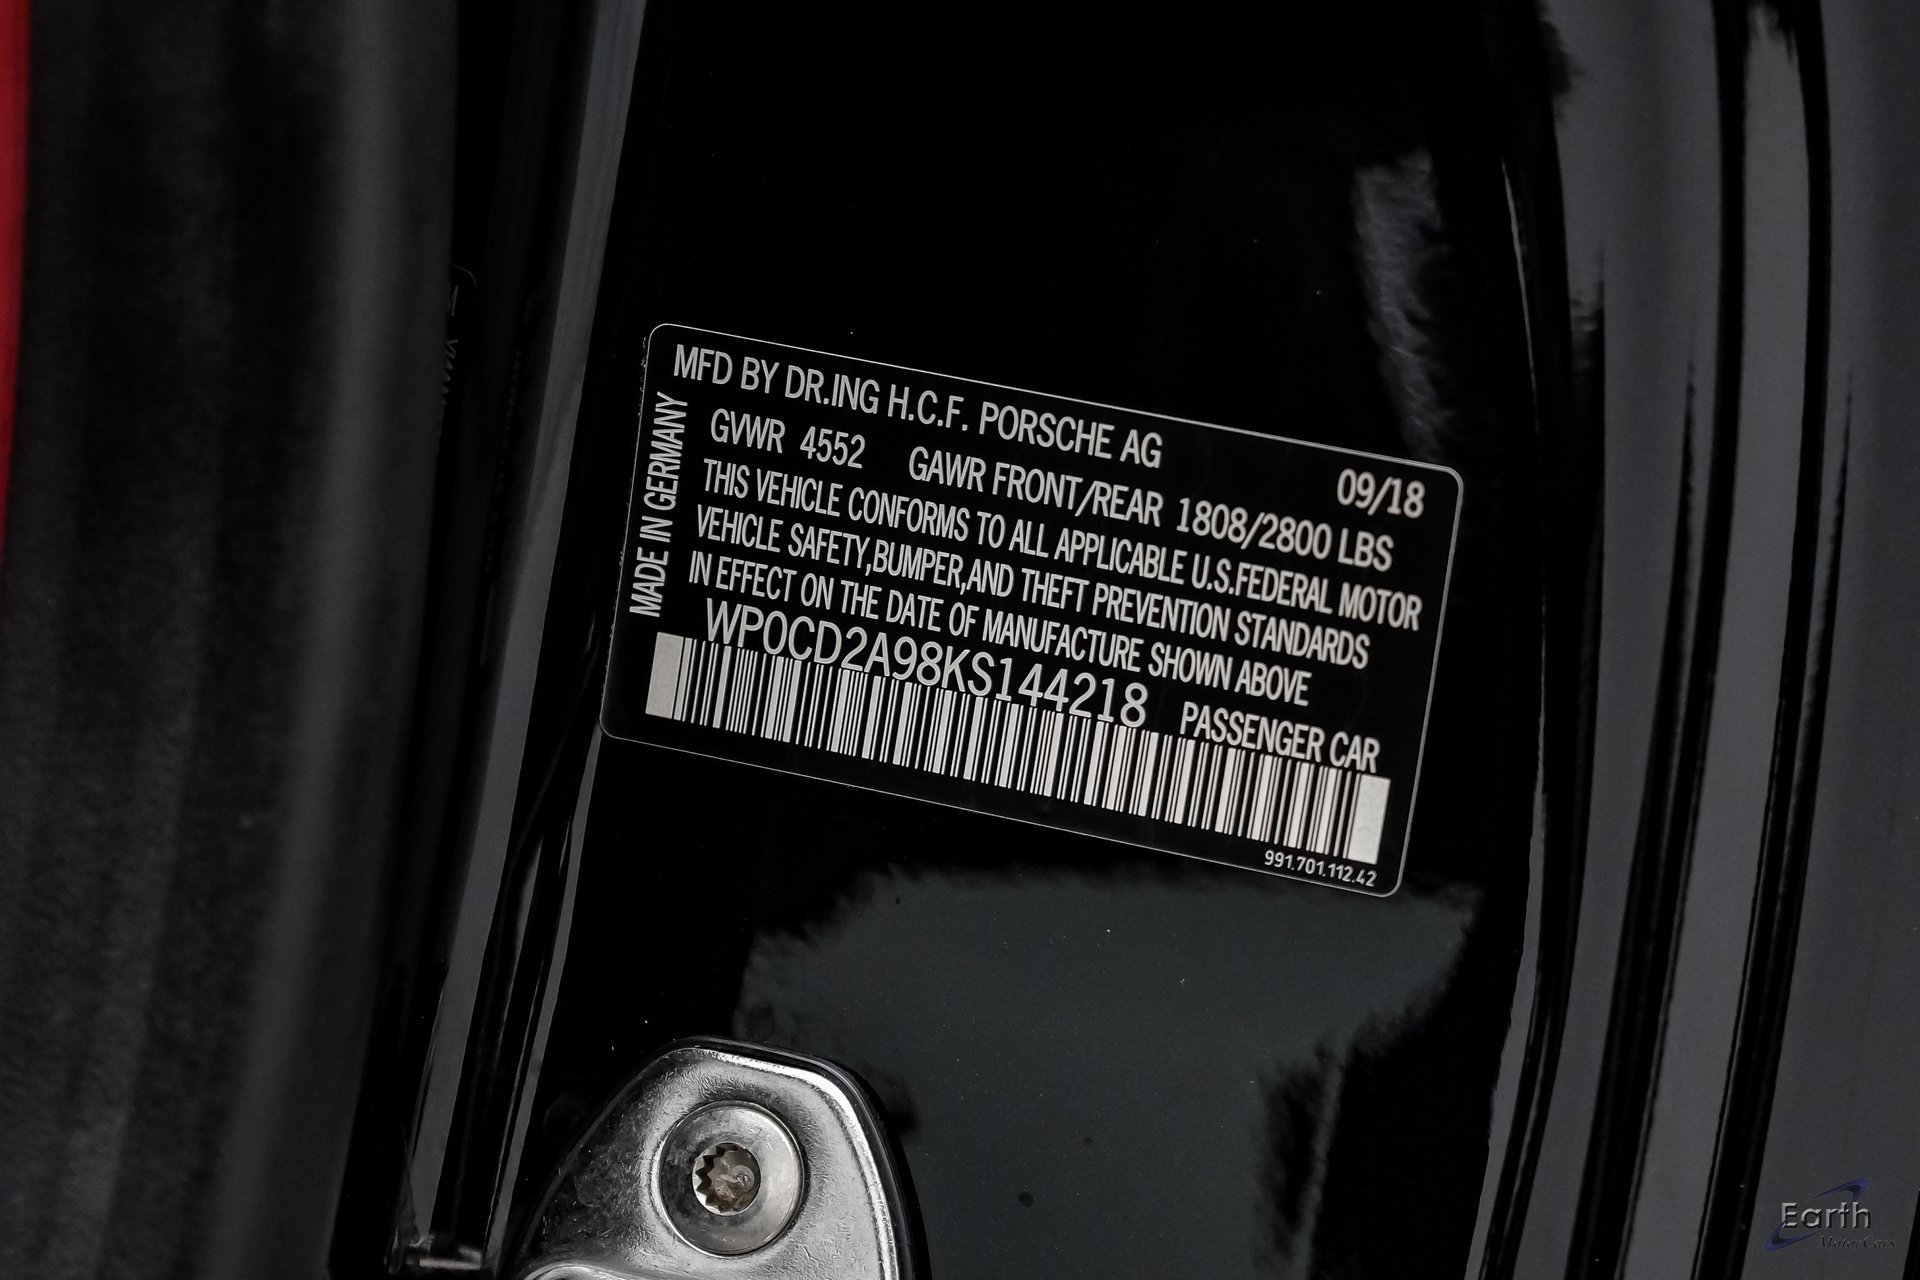 MFD BY DR.ING H.C.F. PORSCHE AG
09/18
GVWR 4552 GAWR FRONT/REAR 1808/2800 LBS
THIS VEHICLE CONFORMS TO ALL APPLICABLE U.S.FEDERAL MOTOR
VEHICLE SAFETY,BUMPER,AND THEFT PREVENTION STANDARDS
IN EFFECT ON THE DATE OF MANUFACTURE SHOWN ABOVE
WP0CD2A98KS144218 PASSENGER CAR
991.701.112.42
MADE IN GERMANY
Earth
MotorCars